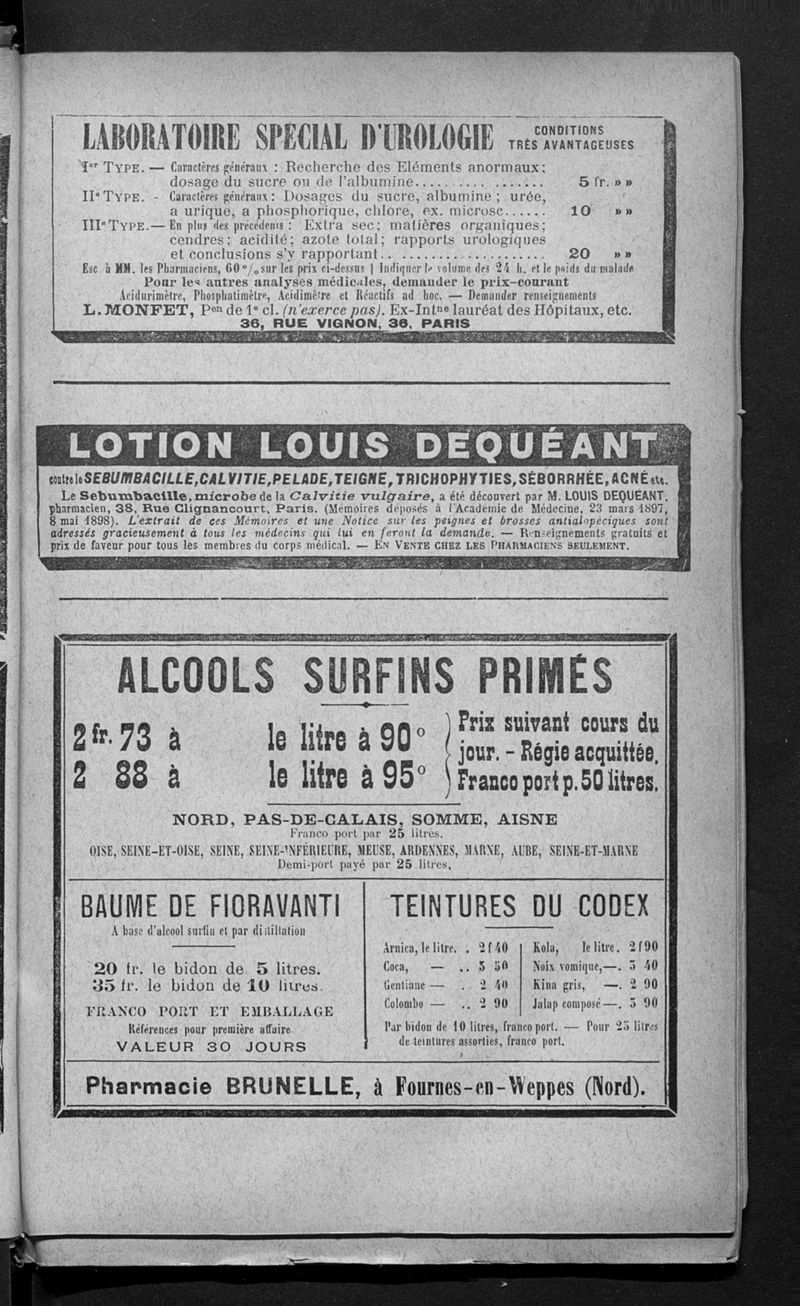 LABORATOIRE SPECIAL D'UROLOGIE CONDITIONS TRÈS AVANTAGEUSES
Ier TYPE. — Caractères généraux : Recherche des Eléments anormaux;
dosage du sucre ou de l'albumine.................. 5 fr. »»
IIe TYPE. - Caractères généraux: Dosages du sucre, albumine ; urée,
a urique, a phosphorique, chlore, ex. microsc...... 10 »»
IIIe TYPE.— En plus des précédents : Extra sec; matières organiques;
cendres; acidité; azote total; rapports urologiques
et conclusions s'y rapportant..................... 20 »»
Esc à MM. les Pharmaciens, 60 % sur les prix ci-dessus | Indiquer le volume des 24 h. et le poids du malade
Pour les autres analyses médicales, demander le prix-courant
Acidurimètre, Phosphatimètre, Acidimètre et Réactifs ad hoc. — Demander renseignements
L. MONFET, Pen de 1e cl. (n'exerce pas). Ex-Intne lauréat des Hôpitaux, etc.
36, RUE VIGNON, 36, PARIS
LOTION LOUIS DEQUÉANT
contre le SEBUMBACILLE, CALVITIE, PELADE, TEIGNE, TRICHOPHYTIES, SÉBORRHÉE, ACNÉ etc.
Le Sebumbacille, microbe de la Calvitie vulgaire, a été découvert par M. LOUIS DEQUÉANT,
pharmacien, 38, Rue Clignancourt, Paris. (Mémoires déposés à l'Académie de Médecine, 23 mars 1897,
8 mai 1898). L'extrait de ces Mémoires et une Notice sur les peignes et brosses antialopéciques sont
adressés gracieusement à tous les médecins qui lui en feront la demande. — Renseignements gratuits et
prix de faveur pour tous les membres du corps médical. — EN VENTE CHEZ LES PHARMACIENS SEULEMENT.
ALCOOLS SURFINS PRIMÉS
2 fr. 73 à le litre à 90°
2 88 à le litre à 95°
Prix suivant cours du
jour. - Régie acquittée,
Franco port p. 50 litres.
NORD, PAS-DE-CALAIS, SOMME, AISNE
Franco port par 25 litres.
OISE, SEINE-ET-OISE, SEINE, SEINE-INFÉRIEURE, MEUSE, ARDENNES, MARNE, AUBE, SEINE-ET-MARNE
Demi-port payé par 25 litres,
BAUME DE FIORAVANTI
A base d'alcool surfin et par distillation
20 fr. le bidon de 5 litres.
35 fr. le bidon de 10 litres.
FRANCO PORT ET EMBALLAGE
Références pour première affaire
VALEUR 30 JOURS
TEINTURES DU CODEX
Arnica, le litre. . 2 f 40
Coca, — .. 3 50
Gentiane — . 2 40
Colombo — .. 2 90
Kola, le litre. 2 f 90
Noix vomique, —. 3 40
Kina gris, —. 2 90
Jalap composé —. 3 90
Par bidon de 10 litres, franco port. — Pour 25 litres
de teintures assorties, franco port.
Pharmacie BRUNELLE, à Fournes-en-Weppes (Nord).